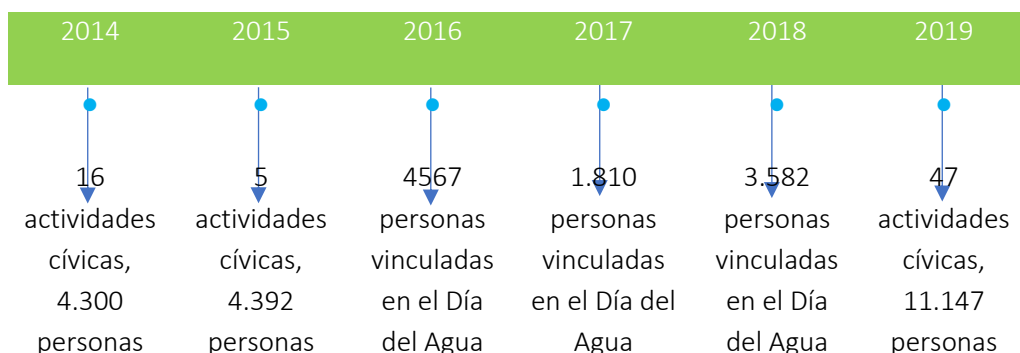 2014
2015
2016
2017
2018
2019
16
actividades
cívicas,
4.300
personas
5
actividades
cívicas,
4.392
personas
4567
personas
vinculadas
en el Día
del Agua
1.810
personas
vinculadas
en el Día del
Agua
3.582
personas
vinculadas
en el Día
del Agua
47
actividades
cívicas,
11.147
personas